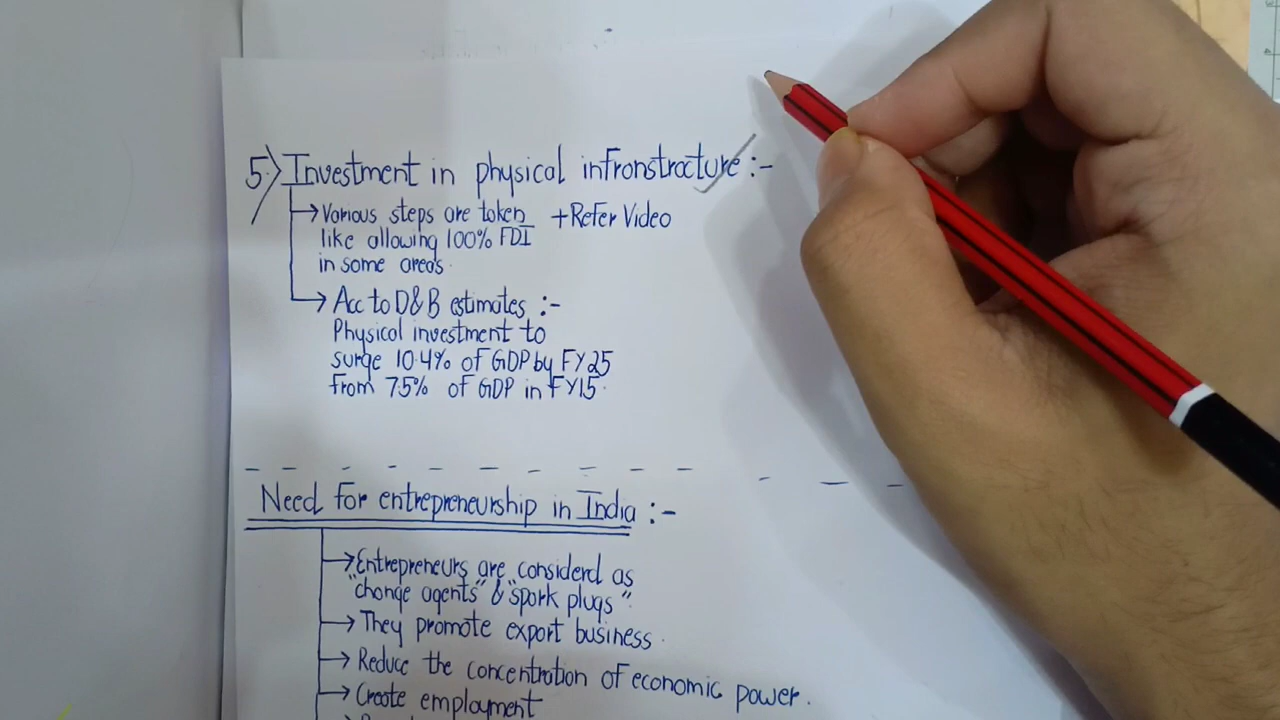 5.) Investment in physical infronstracture :-
→ Various steps are taken + Refer Video
like allowing 100% FDI
in some areas.
→ Acc to D&B estimates :-
Physical investment to
surge 10.4% of GDP by FY25
from 7.5% of GDP in FY15.
Need for entrepreneurship in India :-
→ Entrepreneurs are considerd as
"change agents" & "spark plugs".
→ They promote export business.
→ Reduce the concentration of economic power.
→ Create employment